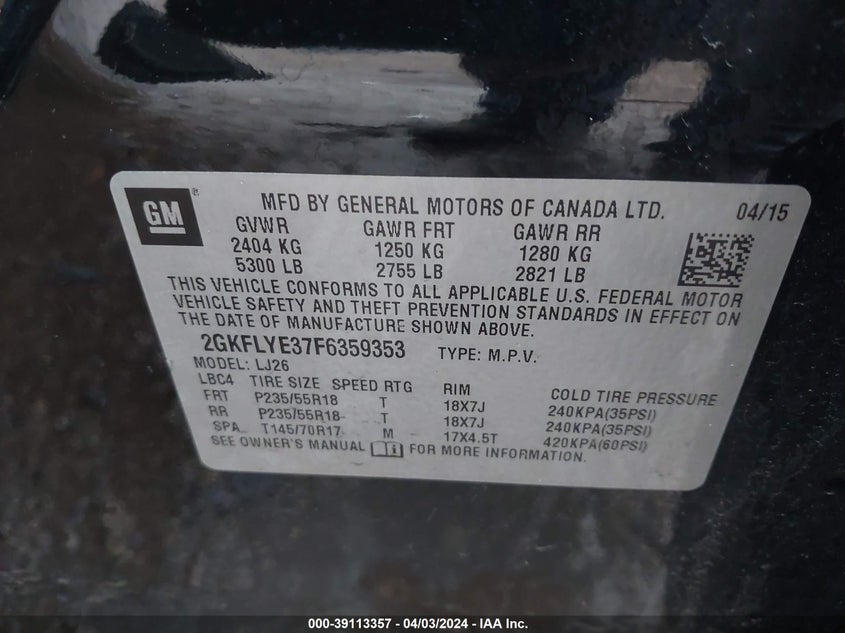 GM ®
MFD BY GENERAL MOTORS OF CANADA LTD. 04/15
GVWR GAWR FRT GAWR RR
2404 KG 1250 KG 1280 KG
5300 LB 2755 LB 2821 LB
THIS VEHICLE CONFORMS TO ALL APPLICABLE U.S. FEDERAL MOTOR
VEHICLE SAFETY AND THEFT PREVENTION STANDARDS IN EFFECT ON
THE DATE OF MANUFACTURE SHOWN ABOVE.
2GKFLYE37F6359353 TYPE: M.P.V.
MODEL: LJ26
LBC4 TIRE SIZE SPEED RTG RIM COLD TIRE PRESSURE
FRT P235/55R18 T 18X7J 240KPA(35PSI)
RR P235/55R18 T 18X7J 240KPA(35PSI)
SPA T145/70R17 M 17X4.5T 420KPA(60PSI)
SEE OWNER'S MANUAL FOR MORE INFORMATION.
000-39113357 - 04/03/2024 - IAA Inc.